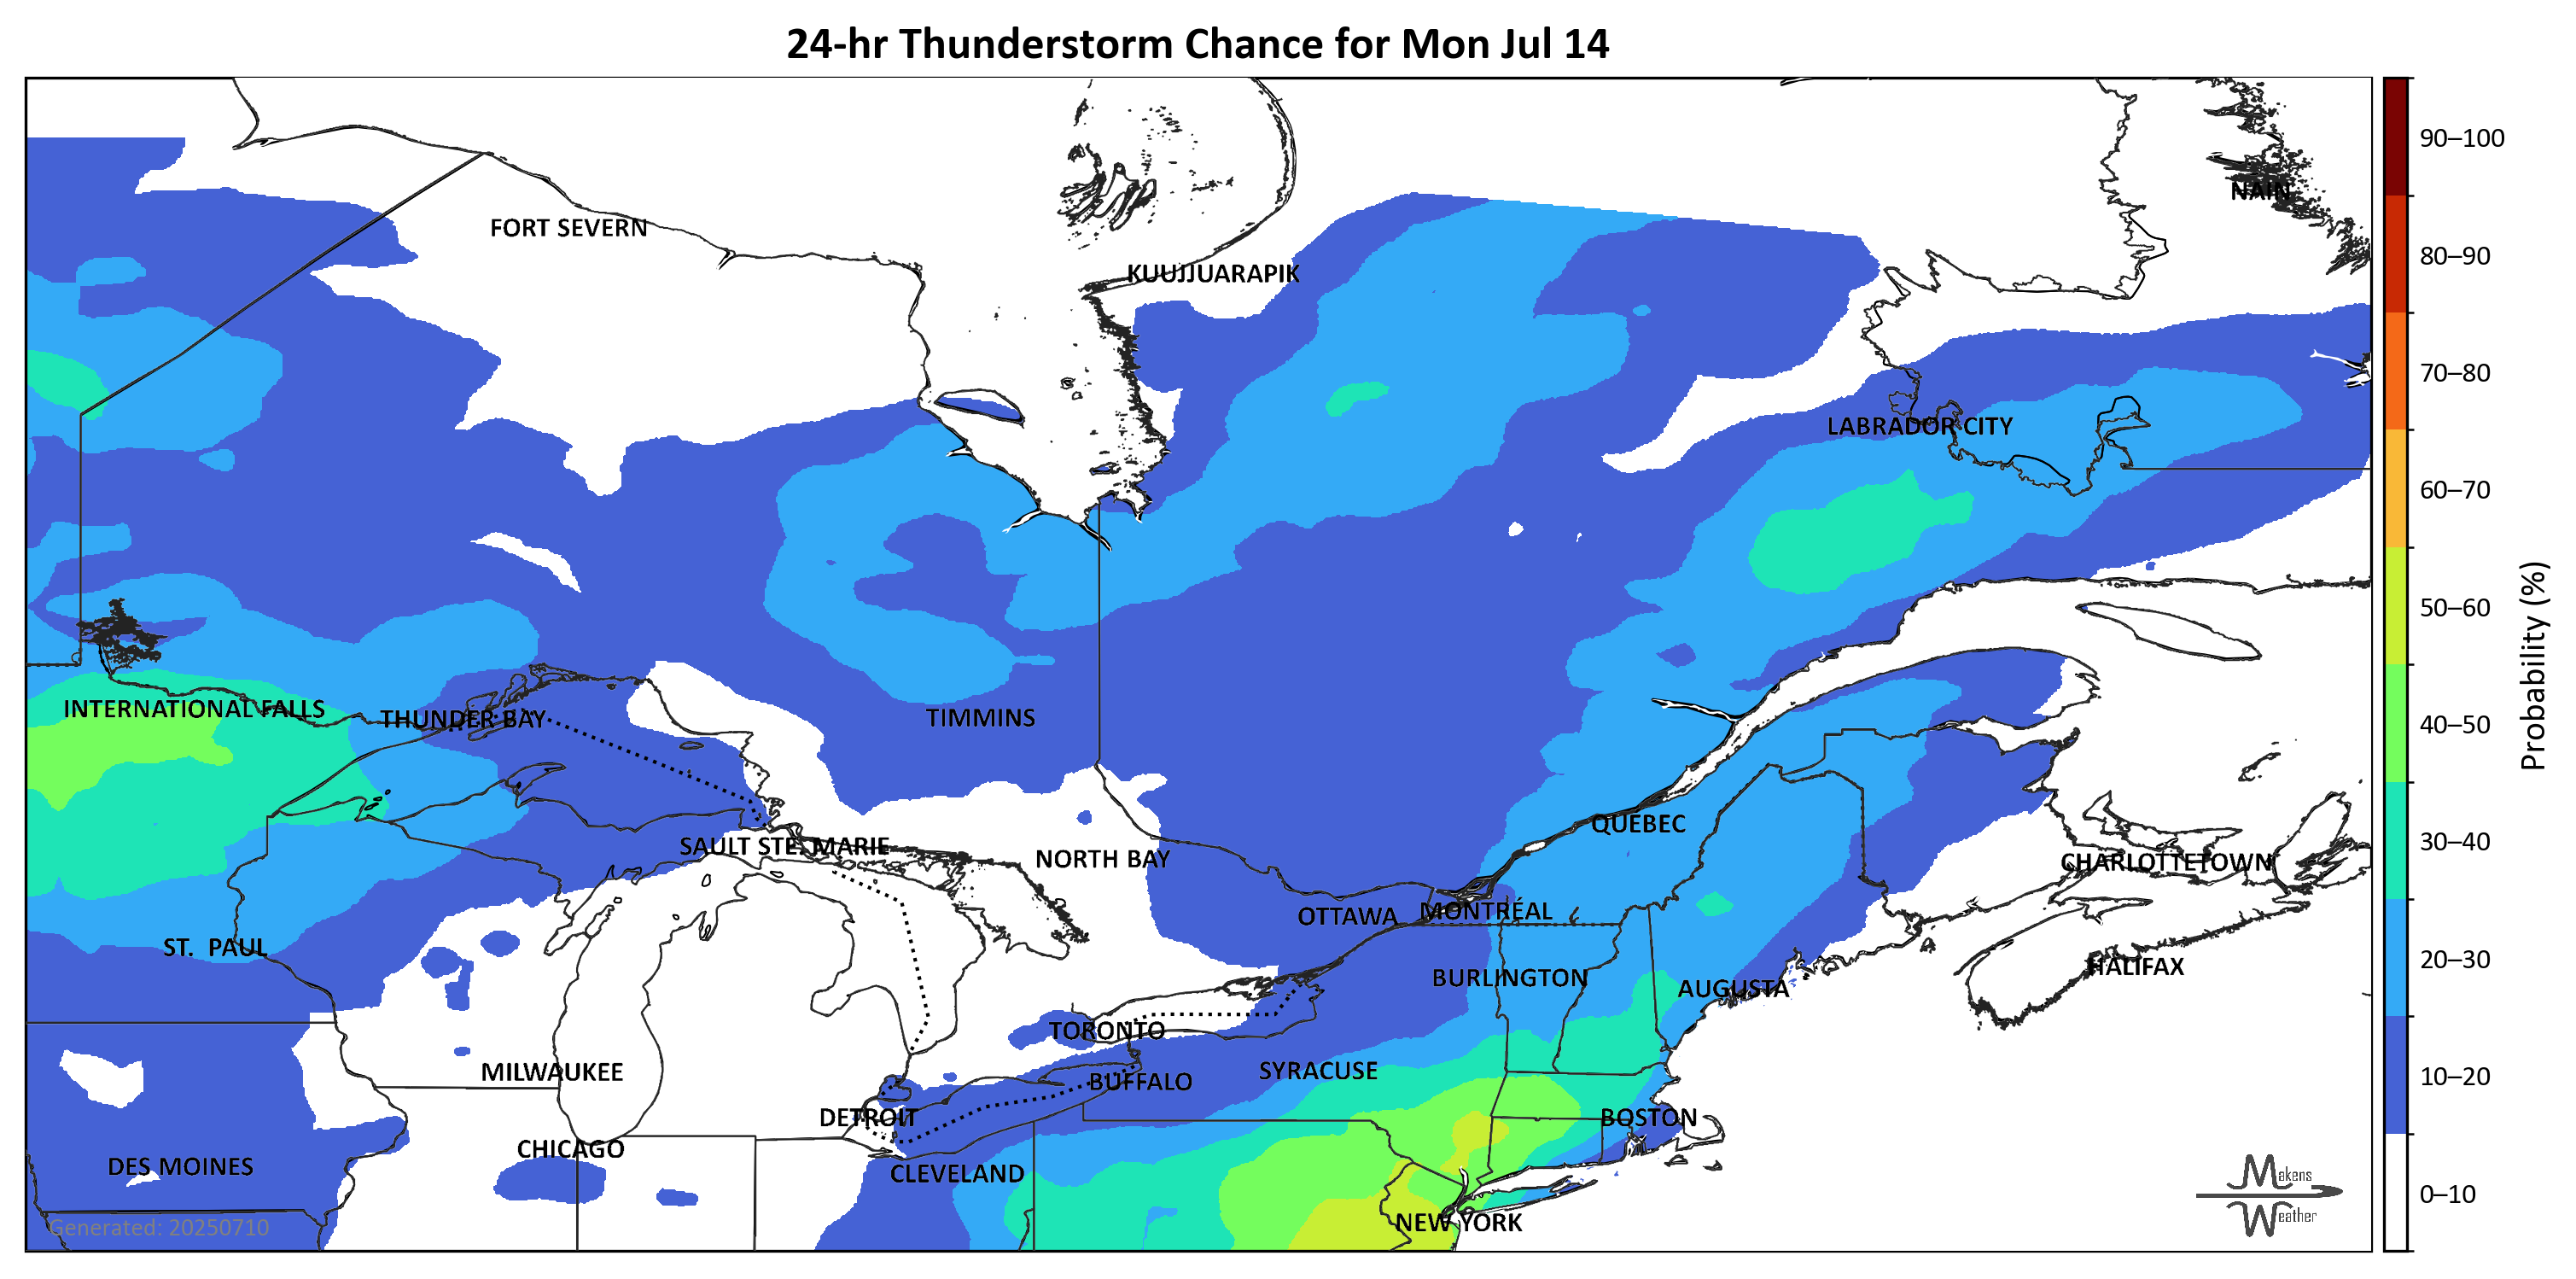 24-hr Thunderstorm Chance for Mon Jul 14
NAIN
FORT SEVERN
KUUJJUARAPIK
LABRADOR CITY
INTERNATIONAL FALLS
THUNDER BAY
TIMMINS
QUEBEC
SAULT STE. MARIE
NORTH BAY
CHARLOTTETOWN
OTTAWA
MONTRÉAL
ST. PAUL
HALIFAX
BURLINGTON
AUGUSTA
TORONTO
MILWAUKEE
SYRACUSE
BUFFALO
DETROIT
BOSTON
CHICAGO
DES MOINES
CLEVELAND
NEW YORK
Generated: 20250710
Makens
Weather
90–100
80–90
70–80
60–70
50–60
40–50
30–40
20–30
10–20
0–10
Probability (%)